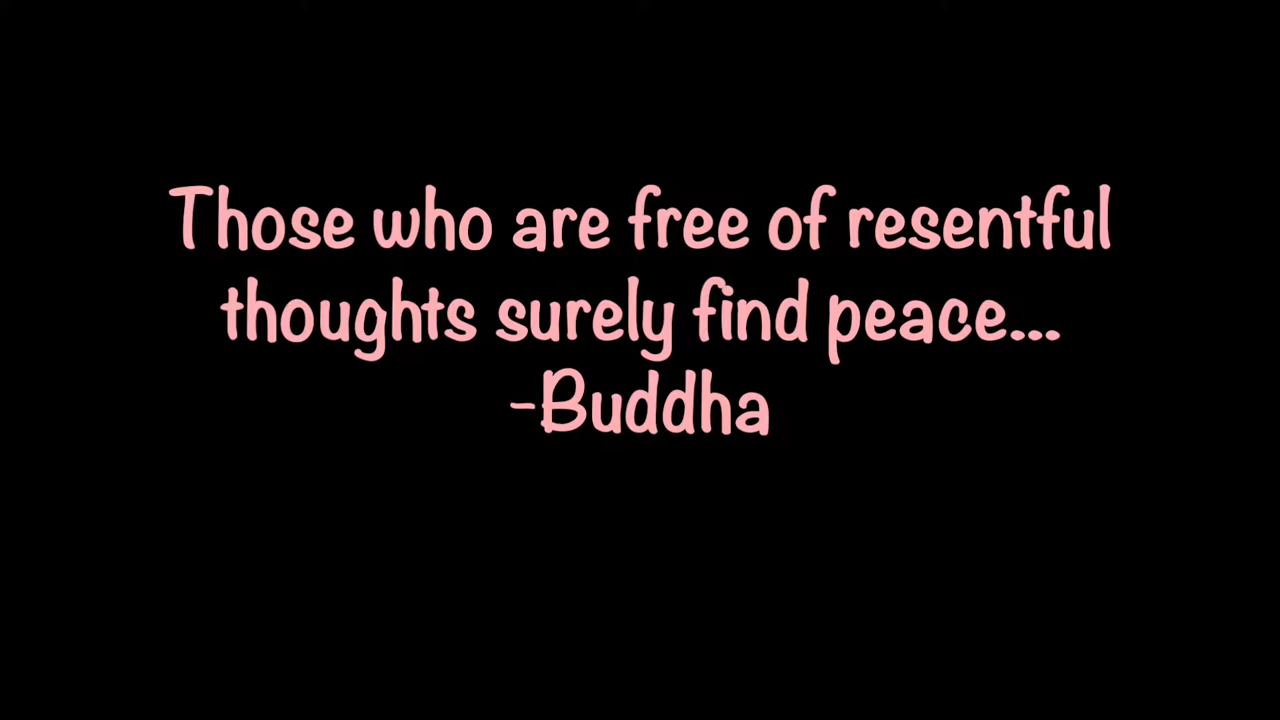 Those who are free of resentful
thoughts surely find peace...
-Buddha